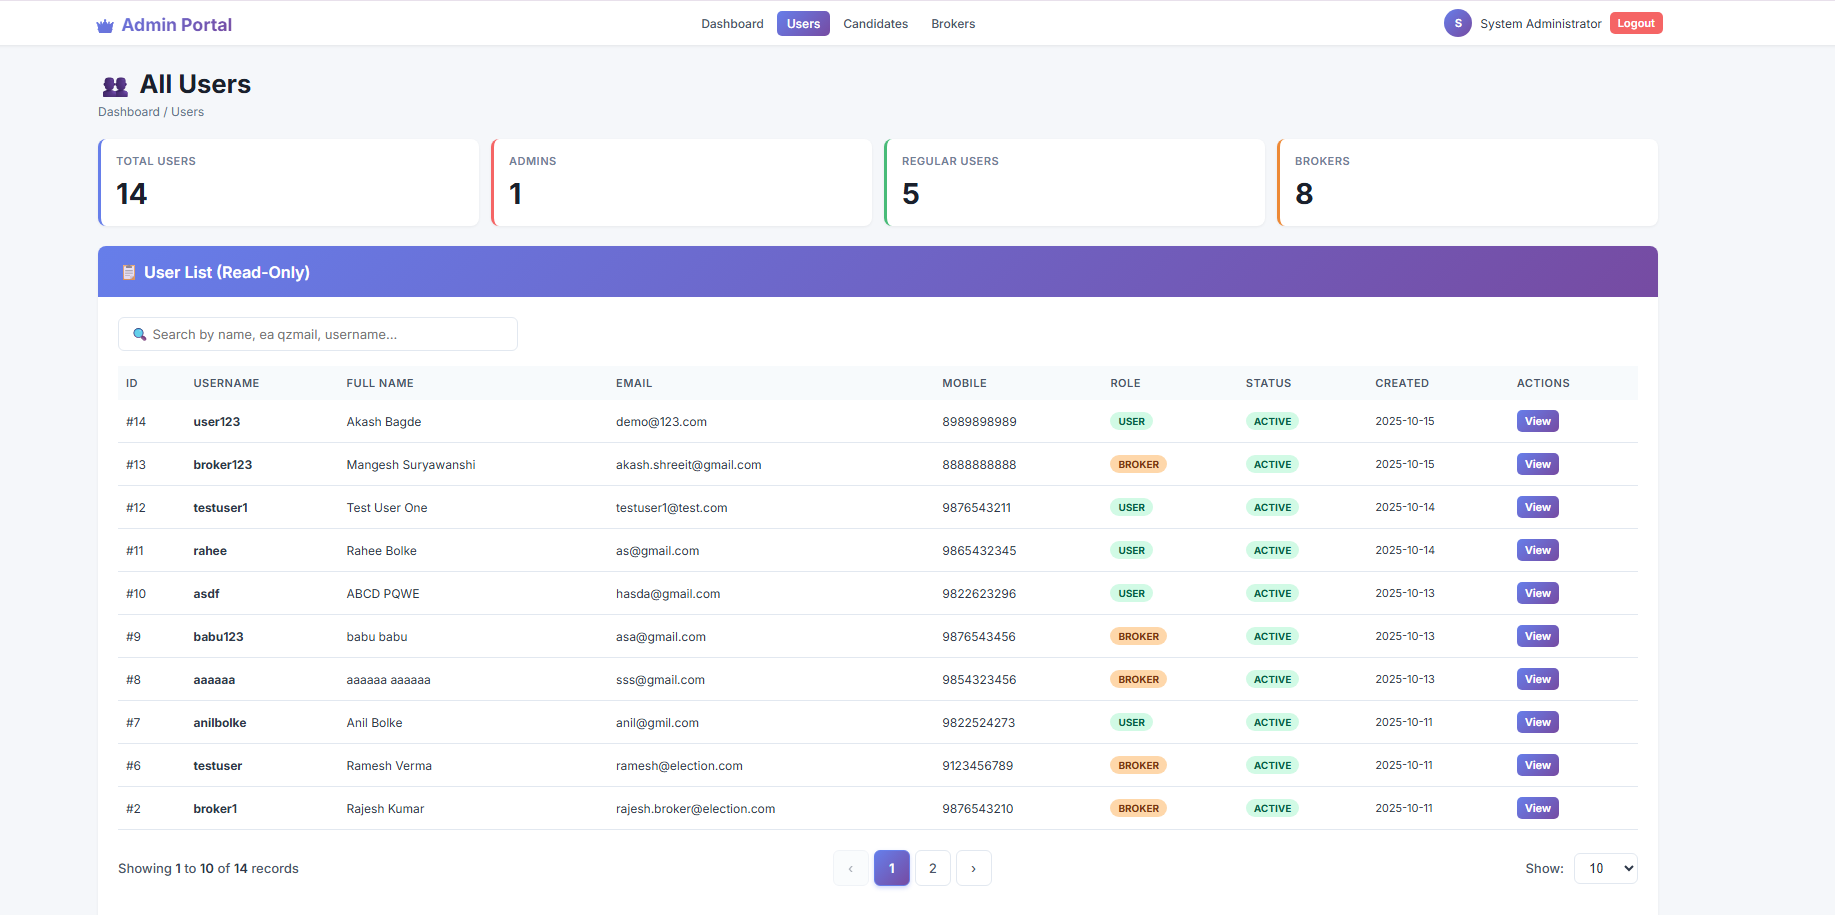 Admin Portal
Dashboard Users Candidates Brokers
S System Administrator Logout
All Users
Dashboard / Users
TOTAL USERS
14
ADMINS
1
REGULAR USERS
5
BROKERS
8
User List (Read-Only)
Search by name, ea qzmail, username...
ID USERNAME FULL NAME EMAIL MOBILE ROLE STATUS CREATED ACTIONS
#14 user123 Akash Bagde demo@123.com 8989898989 USER ACTIVE 2025-10-15 View
#13 broker123 Mangesh Suryawanshi akash.shreeit@gmail.com 8888888888 BROKER ACTIVE 2025-10-15 View
#12 testuser1 Test User One testuser1@test.com 9876543211 USER ACTIVE 2025-10-14 View
#11 rahee Rahee Bolke as@gmail.com 9865432345 USER ACTIVE 2025-10-14 View
#10 asdf ABCD PQWE hasda@gmail.com 9822623296 USER ACTIVE 2025-10-13 View
#9 babu123 babu babu asa@gmail.com 9876543456 BROKER ACTIVE 2025-10-13 View
#8 aaaaaa aaaaaa aaaaaa sss@gmail.com 9854323456 BROKER ACTIVE 2025-10-13 View
#7 anilbolke Anil Bolke anil@gmil.com 9822524273 USER ACTIVE 2025-10-11 View
#6 testuser Ramesh Verma ramesh@election.com 9123456789 BROKER ACTIVE 2025-10-11 View
#2 broker1 Rajesh Kumar rajesh.broker@election.com 9876543210 BROKER ACTIVE 2025-10-11 View
Showing 1 to 10 of 14 records
‹ 1 2 ›
Show: 10